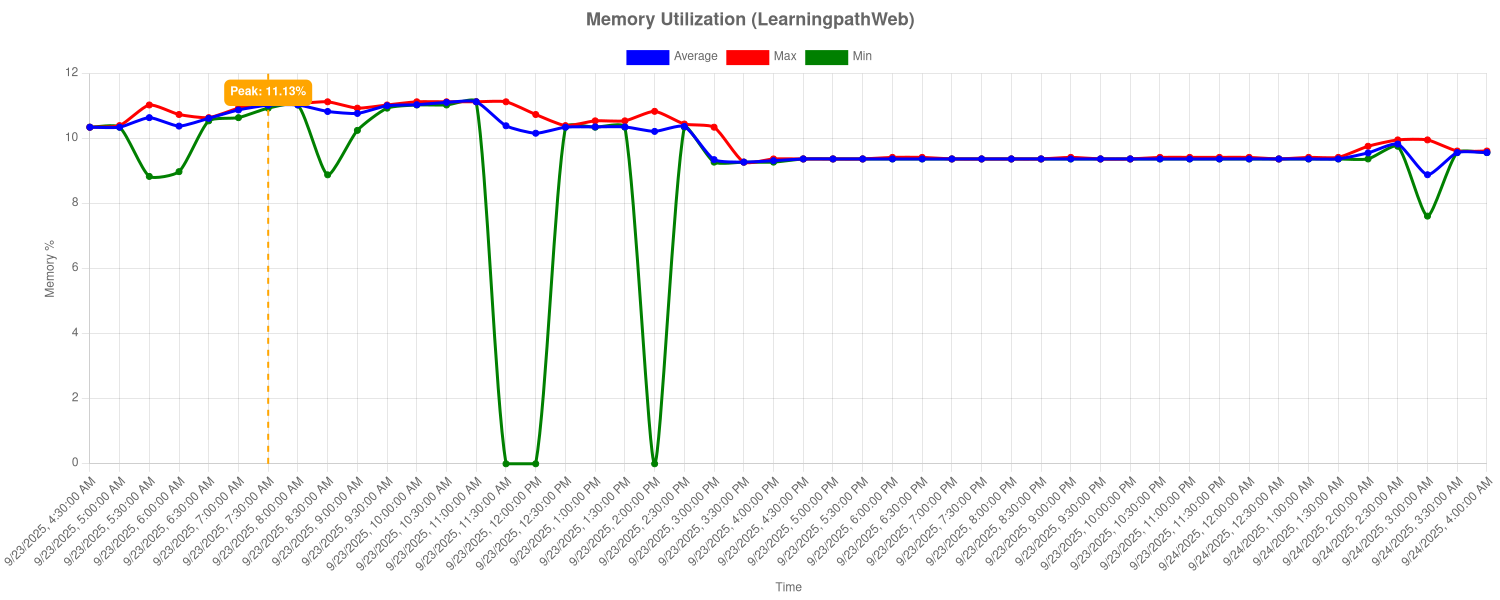 Memory Utilization (LearningpathWeb)
Average Max Min
Peak: 11.13%
12
10
8
6
4
2
0
Memory %
9/23/2025, 4:30:00 AM
9/23/2025, 5:00:00 AM
9/23/2025, 5:30:00 AM
9/23/2025, 6:00:00 AM
9/23/2025, 6:30:00 AM
9/23/2025, 7:00:00 AM
9/23/2025, 7:30:00 AM
9/23/2025, 8:00:00 AM
9/23/2025, 8:30:00 AM
9/23/2025, 9:00:00 AM
9/23/2025, 9:30:00 AM
9/23/2025, 10:00:00 AM
9/23/2025, 10:30:00 AM
9/23/2025, 11:00:00 AM
9/23/2025, 11:30:00 AM
9/23/2025, 12:00:00 PM
9/23/2025, 12:30:00 PM
9/23/2025, 1:00:00 PM
9/23/2025, 1:30:00 PM
9/23/2025, 2:00:00 PM
9/23/2025, 2:30:00 PM
9/23/2025, 3:00:00 PM
9/23/2025, 3:30:00 PM
9/23/2025, 4:00:00 PM
9/23/2025, 4:30:00 PM
9/23/2025, 5:00:00 PM
9/23/2025, 5:30:00 PM
9/23/2025, 6:00:00 PM
9/23/2025, 6:30:00 PM
9/23/2025, 7:00:00 PM
9/23/2025, 7:30:00 PM
9/23/2025, 8:00:00 PM
9/23/2025, 8:30:00 PM
9/23/2025, 9:00:00 PM
9/23/2025, 9:30:00 PM
9/23/2025, 10:00:00 PM
9/23/2025, 10:30:00 PM
9/23/2025, 11:00:00 PM
9/23/2025, 11:30:00 PM
9/24/2025, 12:00:00 AM
9/24/2025, 12:30:00 AM
9/24/2025, 1:00:00 AM
9/24/2025, 1:30:00 AM
9/24/2025, 2:00:00 AM
9/24/2025, 2:30:00 AM
9/24/2025, 3:00:00 AM
9/24/2025, 3:30:00 AM
9/24/2025, 4:00:00 AM
Time